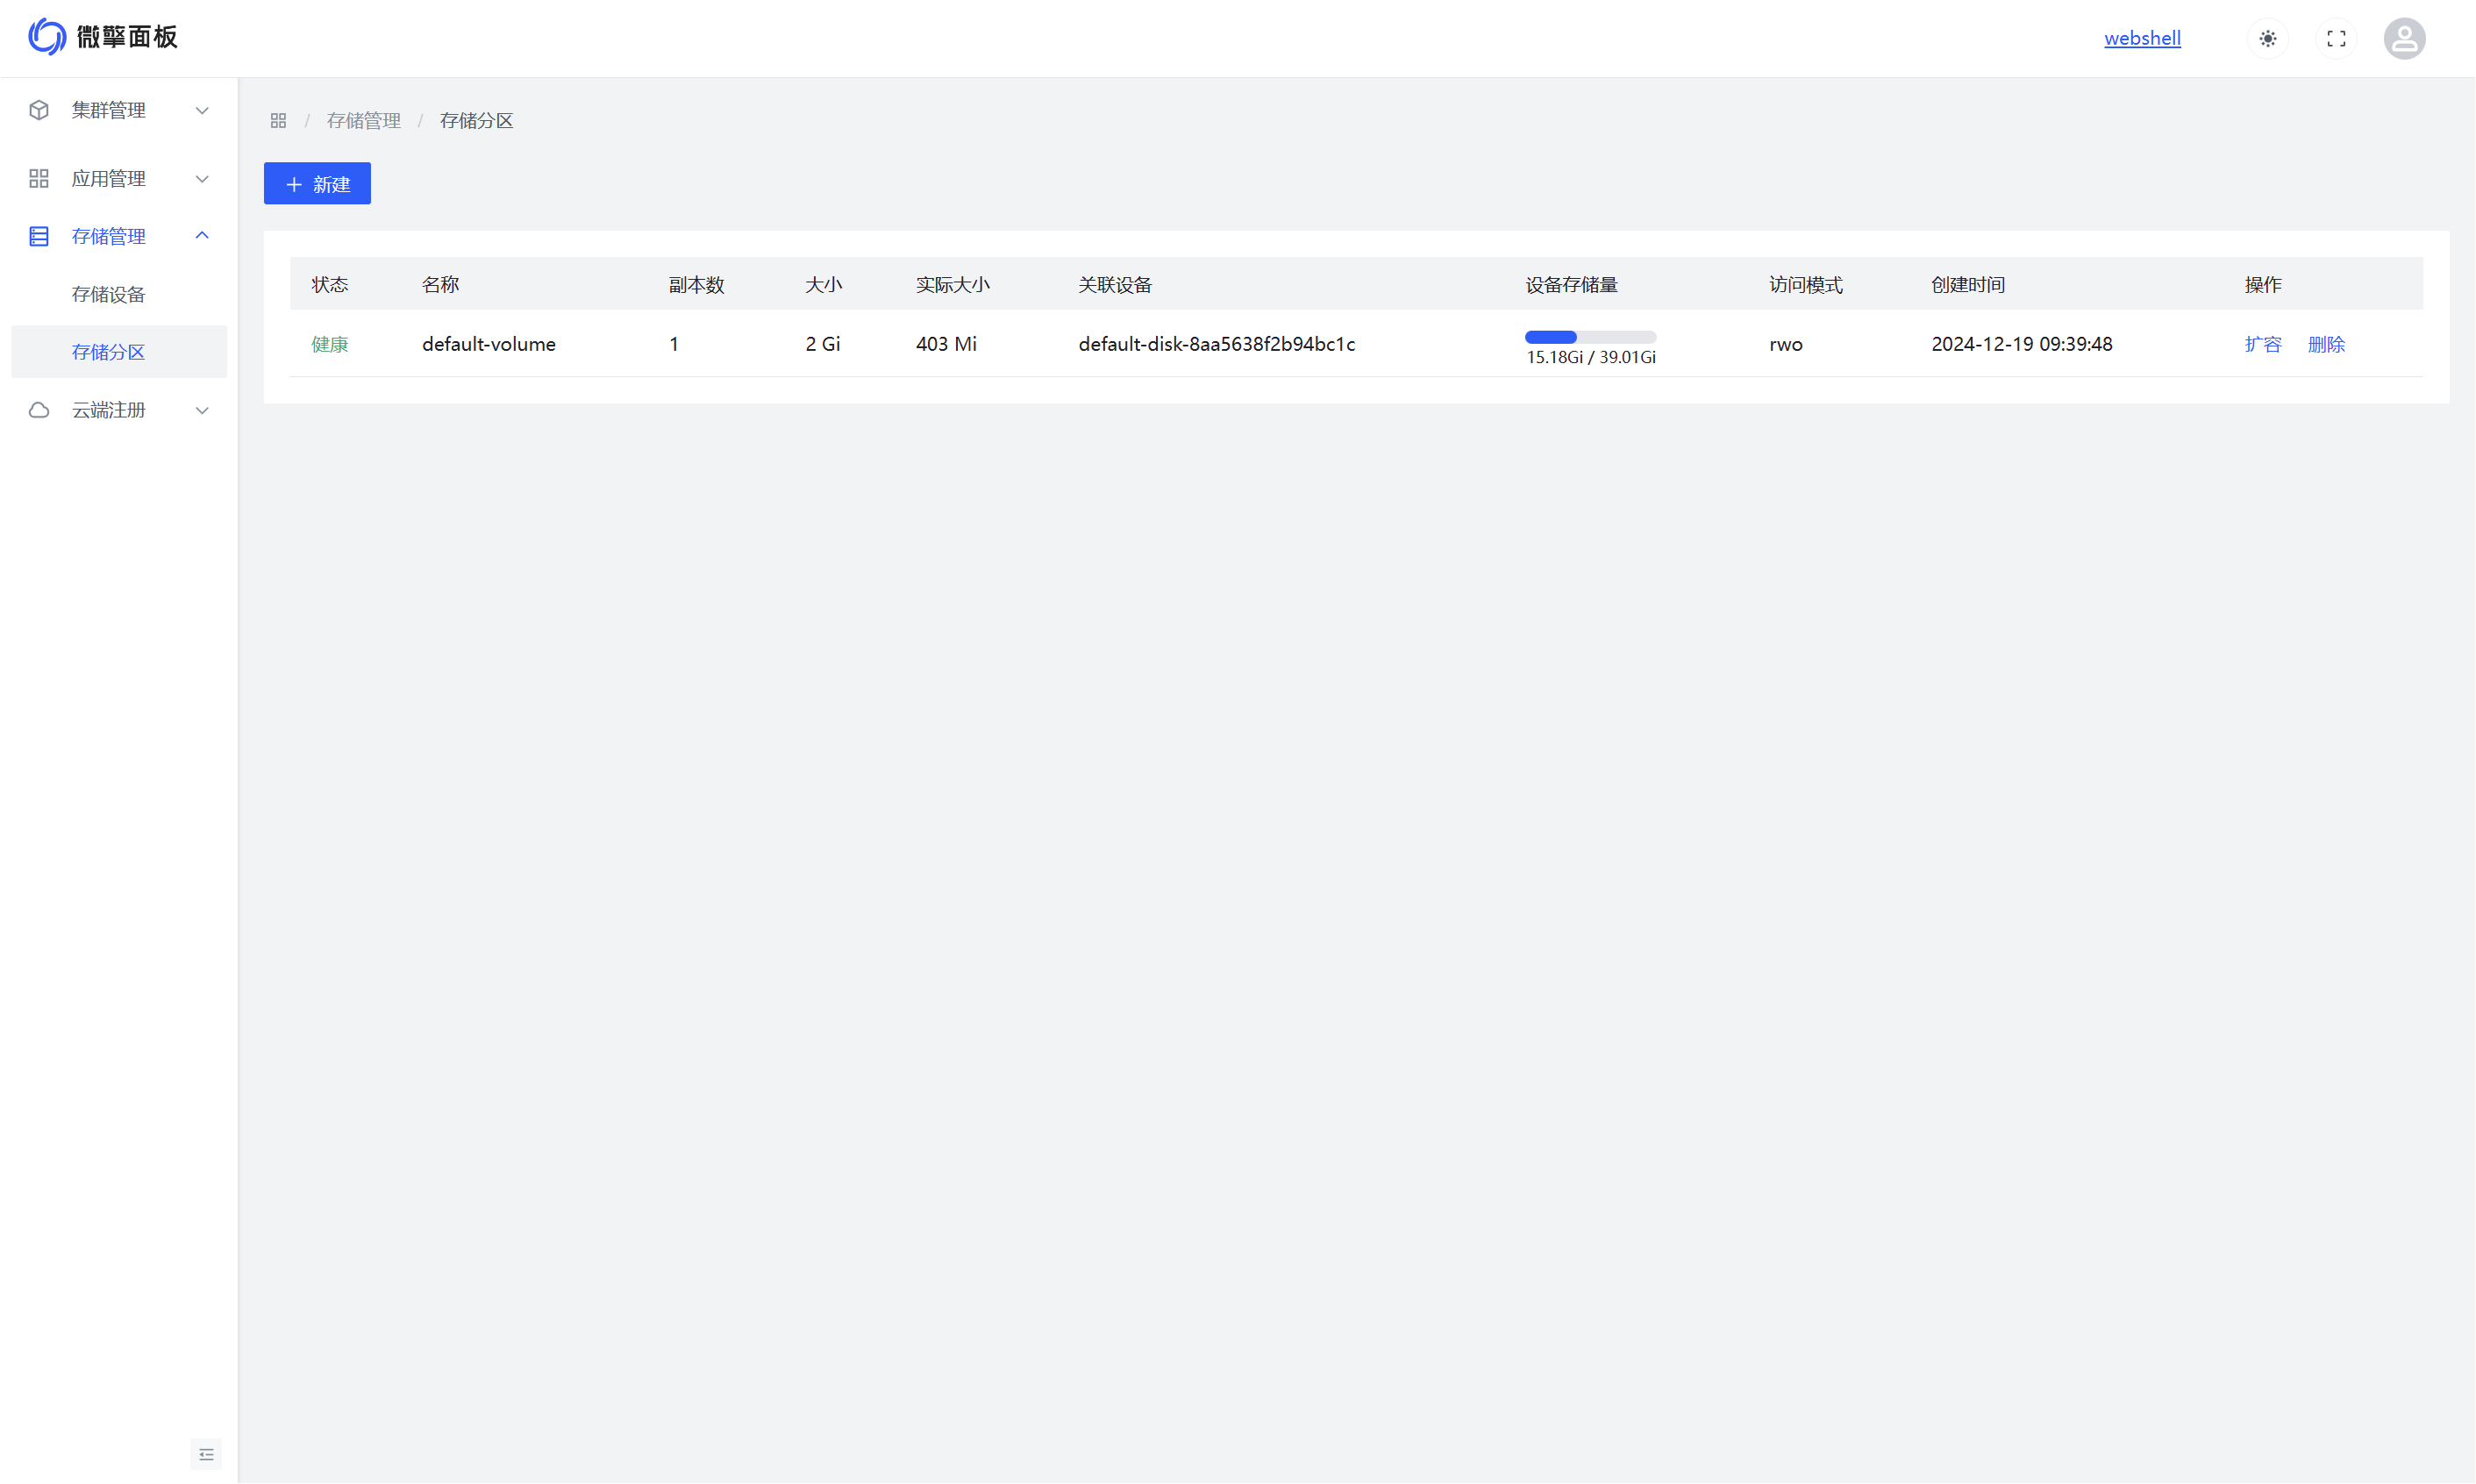 微擎面板
webshell
集群管理
应用管理
存储管理
存储设备
存储分区
云端注册
/ 存储管理 / 存储分区
新建
状态 名称 副本数 大小 实际大小 关联设备 设备存储量 访问模式 创建时间 操作
健康 default-volume 1 2 Gi 403 Mi default-disk-8aa5638f2b94bc1c 15.18Gi / 39.01Gi rwo 2024-12-19 09:39:48 扩容 删除